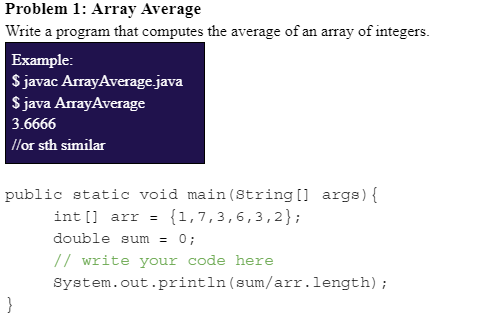 Problem 1: Array Average
Write a program that computes the average of an array of integers.
Example:
$ javac ArrayAverage.java
$ java ArrayAverage
3.6666
//or sth similar
public static void main(String[] args){
int[] arr = {1,7,3,6,3,2};
double sum = 0;
// write your code here
System.out.println(sum/arr.length);
}